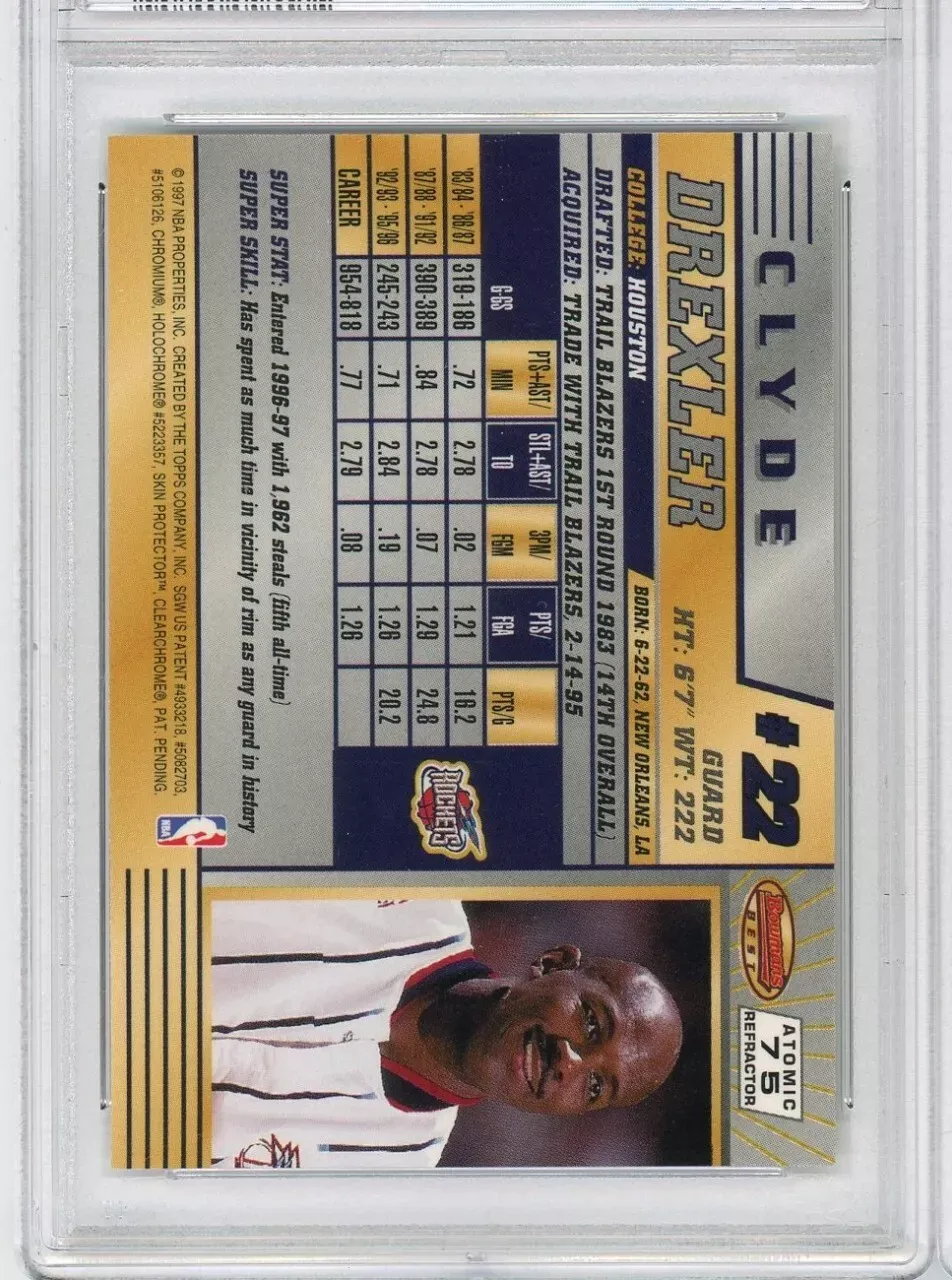 CLYDE
#22
DREXLER
GUARD
HT: 6'7" WT: 222
COLLEGE: HOUSTON
BORN: 6-22-62, NEW ORLEANS, LA
DRAFTED: TRAIL BLAZERS 1ST ROUND 1983 (14TH OVERALL)
ACQUIRED: TRADE WITH TRAIL BLAZERS, 2-14-95
G-GS PTS+AST/MIN STL+AST/TO 3PM/FGM PTS/FGA PTS/G
'83/84 - '86/87 319-186 .72 2.78 .02 1.21 16.2
'87/88 - '91/92 390-389 .84 2.78 .07 1.29 24.8
'92/93 - '95/96 245-243 .71 2.84 .19 1.26 20.2
CAREER 954-818 .77 2.79 .08 1.26
ROCKETS
SUPER STAT: Entered 1996-97 with 1,962 steals (fifth all-time)
SUPER SKILL: Has spent as much time in vicinity of rim as any guard in history
© 1997 NBA PROPERTIES, INC. CREATED BY THE TOPPS COMPANY, INC. SGW US PATENT #4933218, #5082703,
#5106126, CHROMIUM®, HOLOCHROME® #5223357, SKIN PROTECTOR™, CLEARCHROME®, PAT. PENDING.
NBA
Bowman's
BEST
ATOMIC
75
REFRACTOR